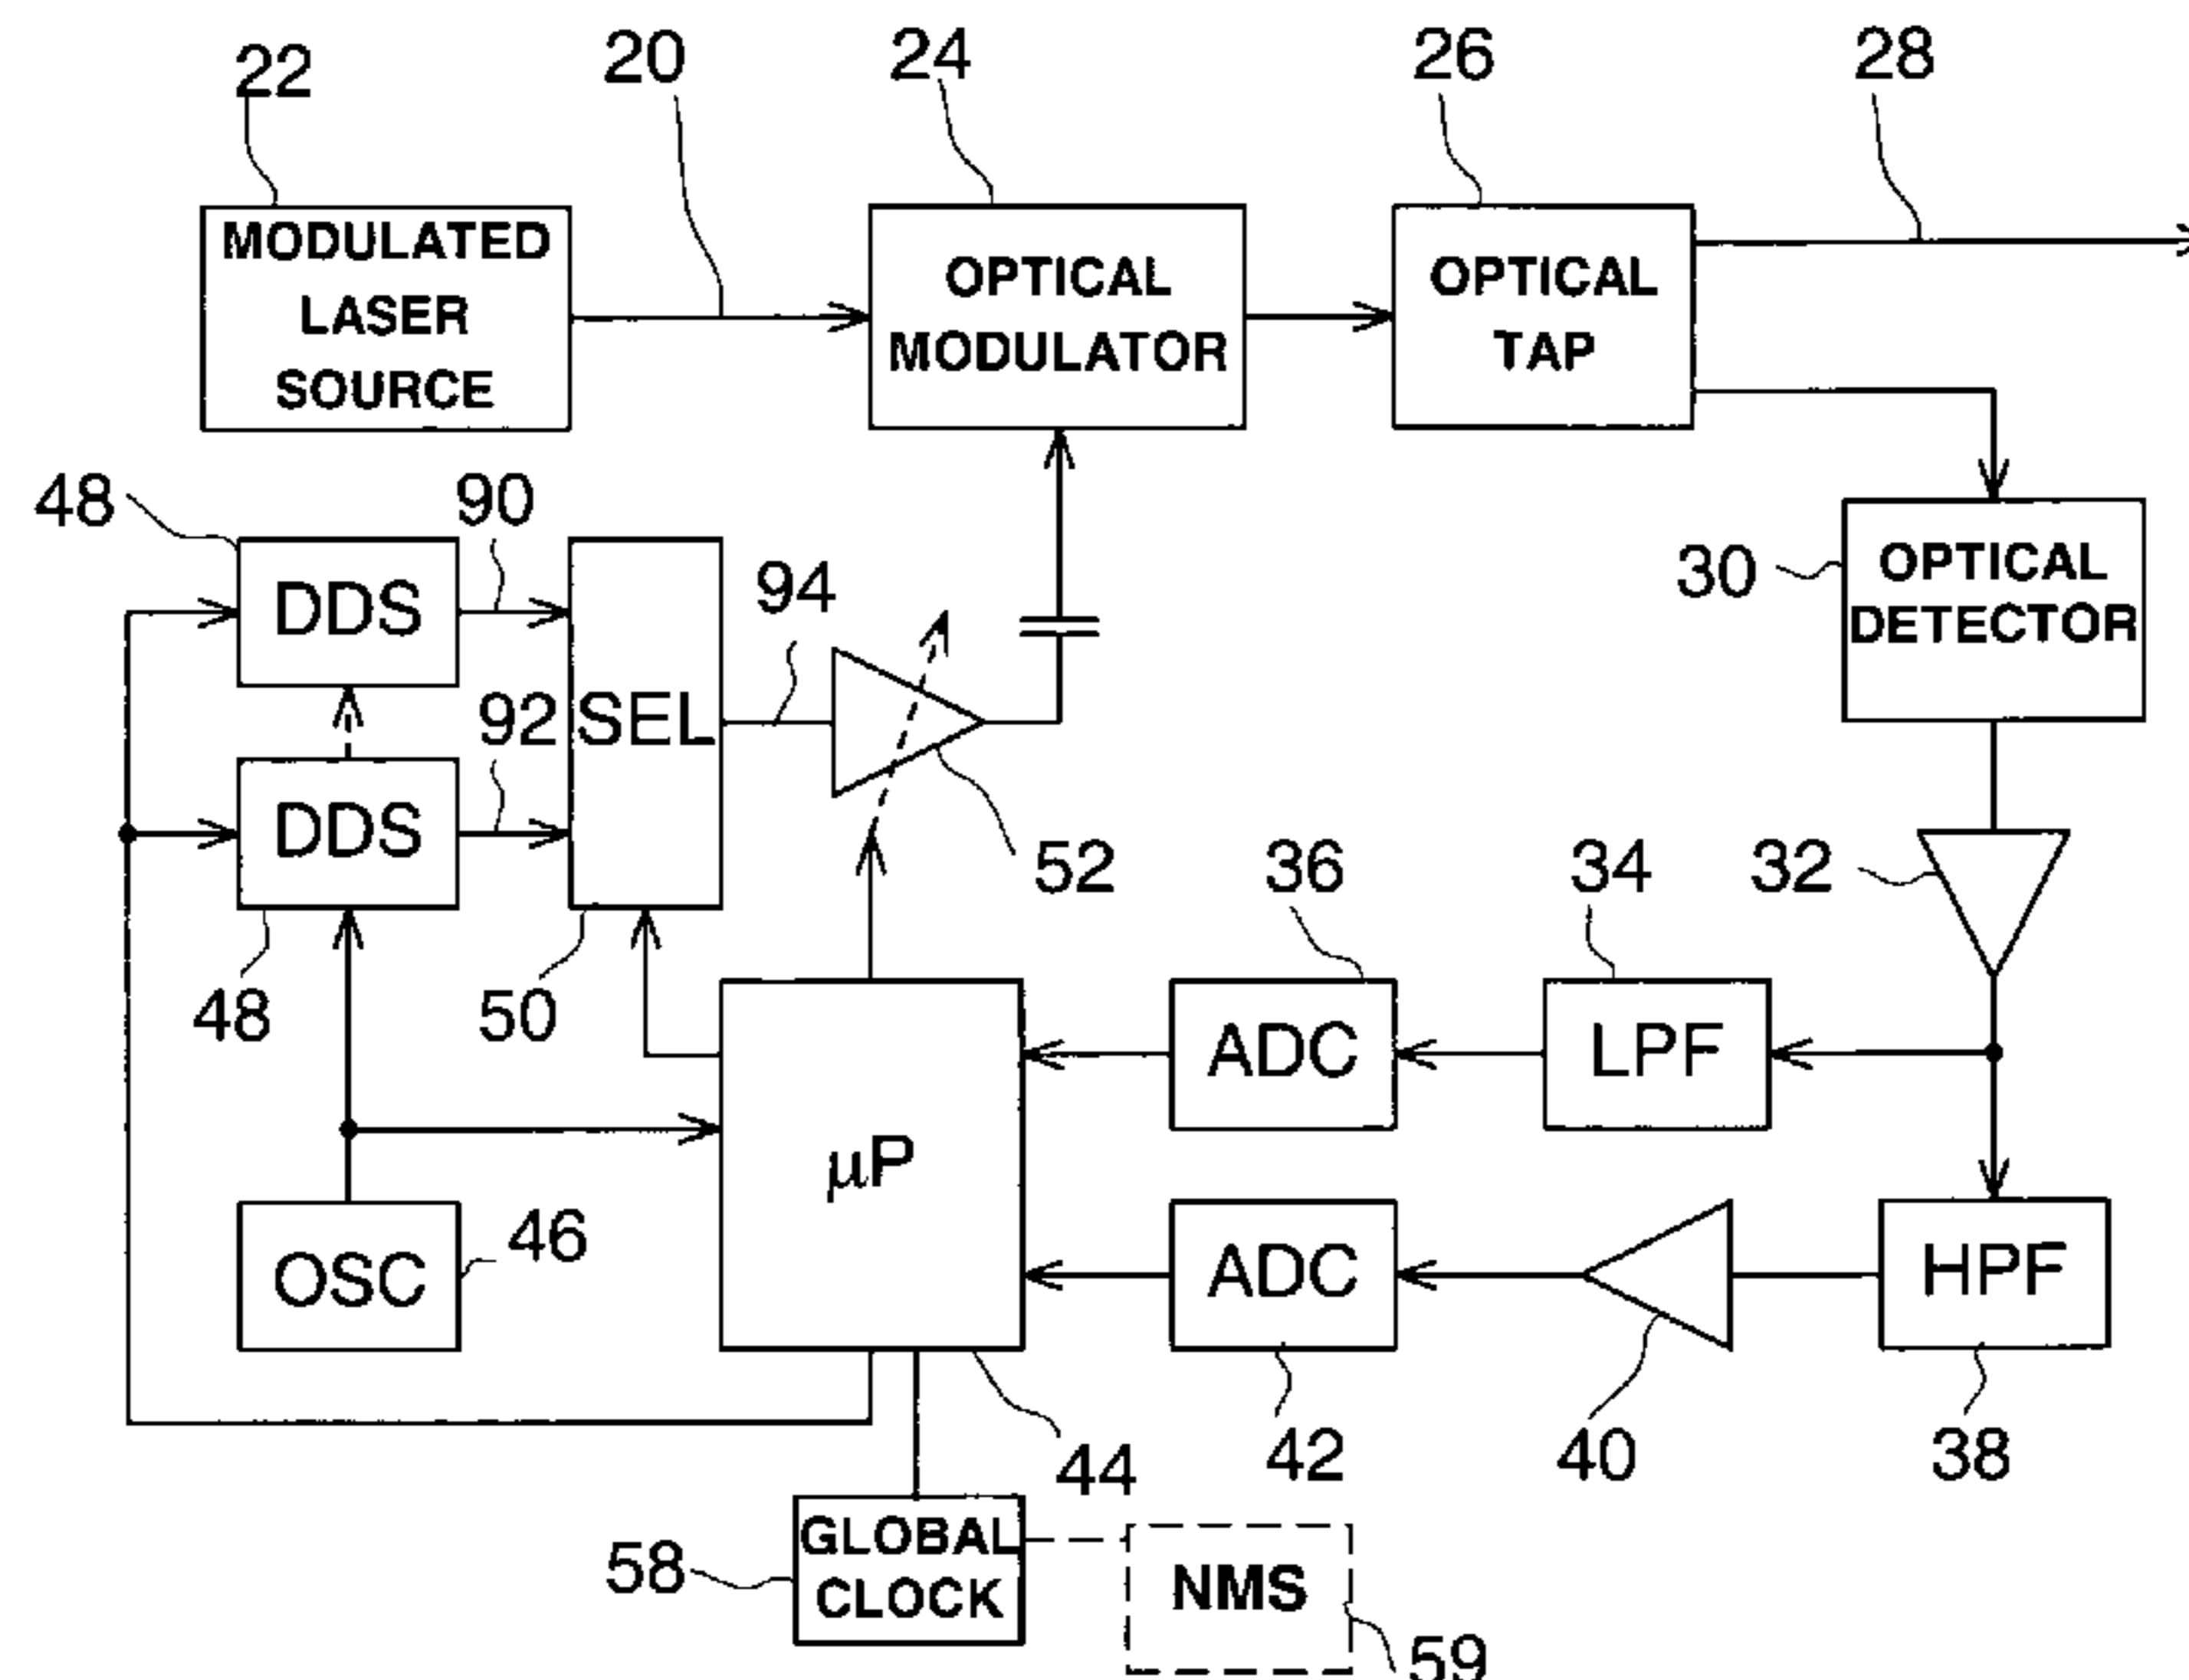 22
20
24
26
28
MODULATED
LASER
SOURCE
OPTICAL
MODULATOR
OPTICAL
TAP
48
90
30
OPTICAL
DETECTOR
DDS
94
92
SEL
DDS
52
36
34
32
48
50
ADC
LPF
µP
46
OSC
ADC
HPF
44
42
40
38
58
GLOBAL
CLOCK
NMS
59